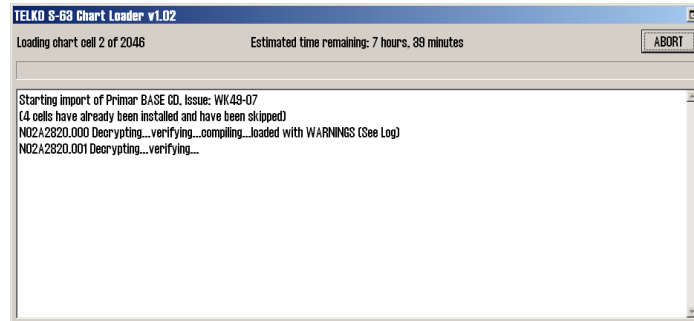 TELKO S-63 Chart Loader v1.02
Loading chart cell 2 of 2046 Estimated time remaining: 7 hours, 39 minutes ABORT
Starting import of Primar BASE CD, Issue: WK49-07
(4 cells have already been installed and have been skipped)
NO2A2820.000 Decrypting...verifying...compiling...loaded with WARNINGS (See Log)
NO2A2820.001 Decrypting...verifying...